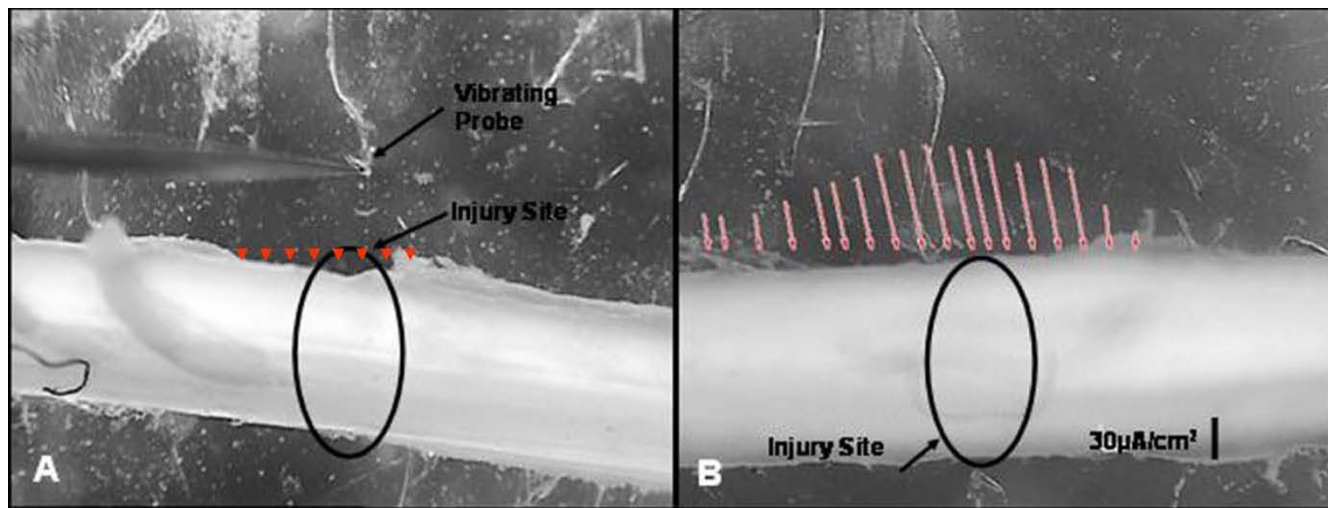 Vibrating
Probe
Injury Site
A
Injury Site
30µA/cm²
B